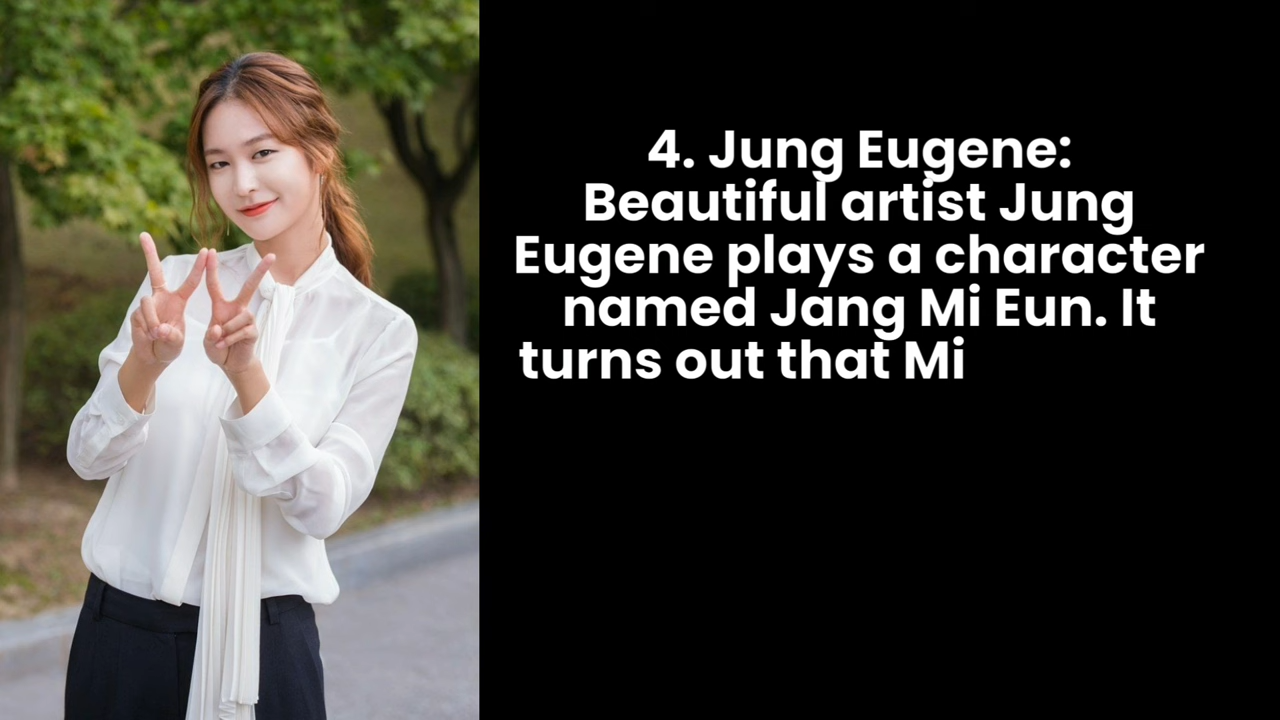 4. Jung Eugene:
Beautiful artist Jung
Eugene plays a character
named Jang Mi Eun. It
turns out that Mi